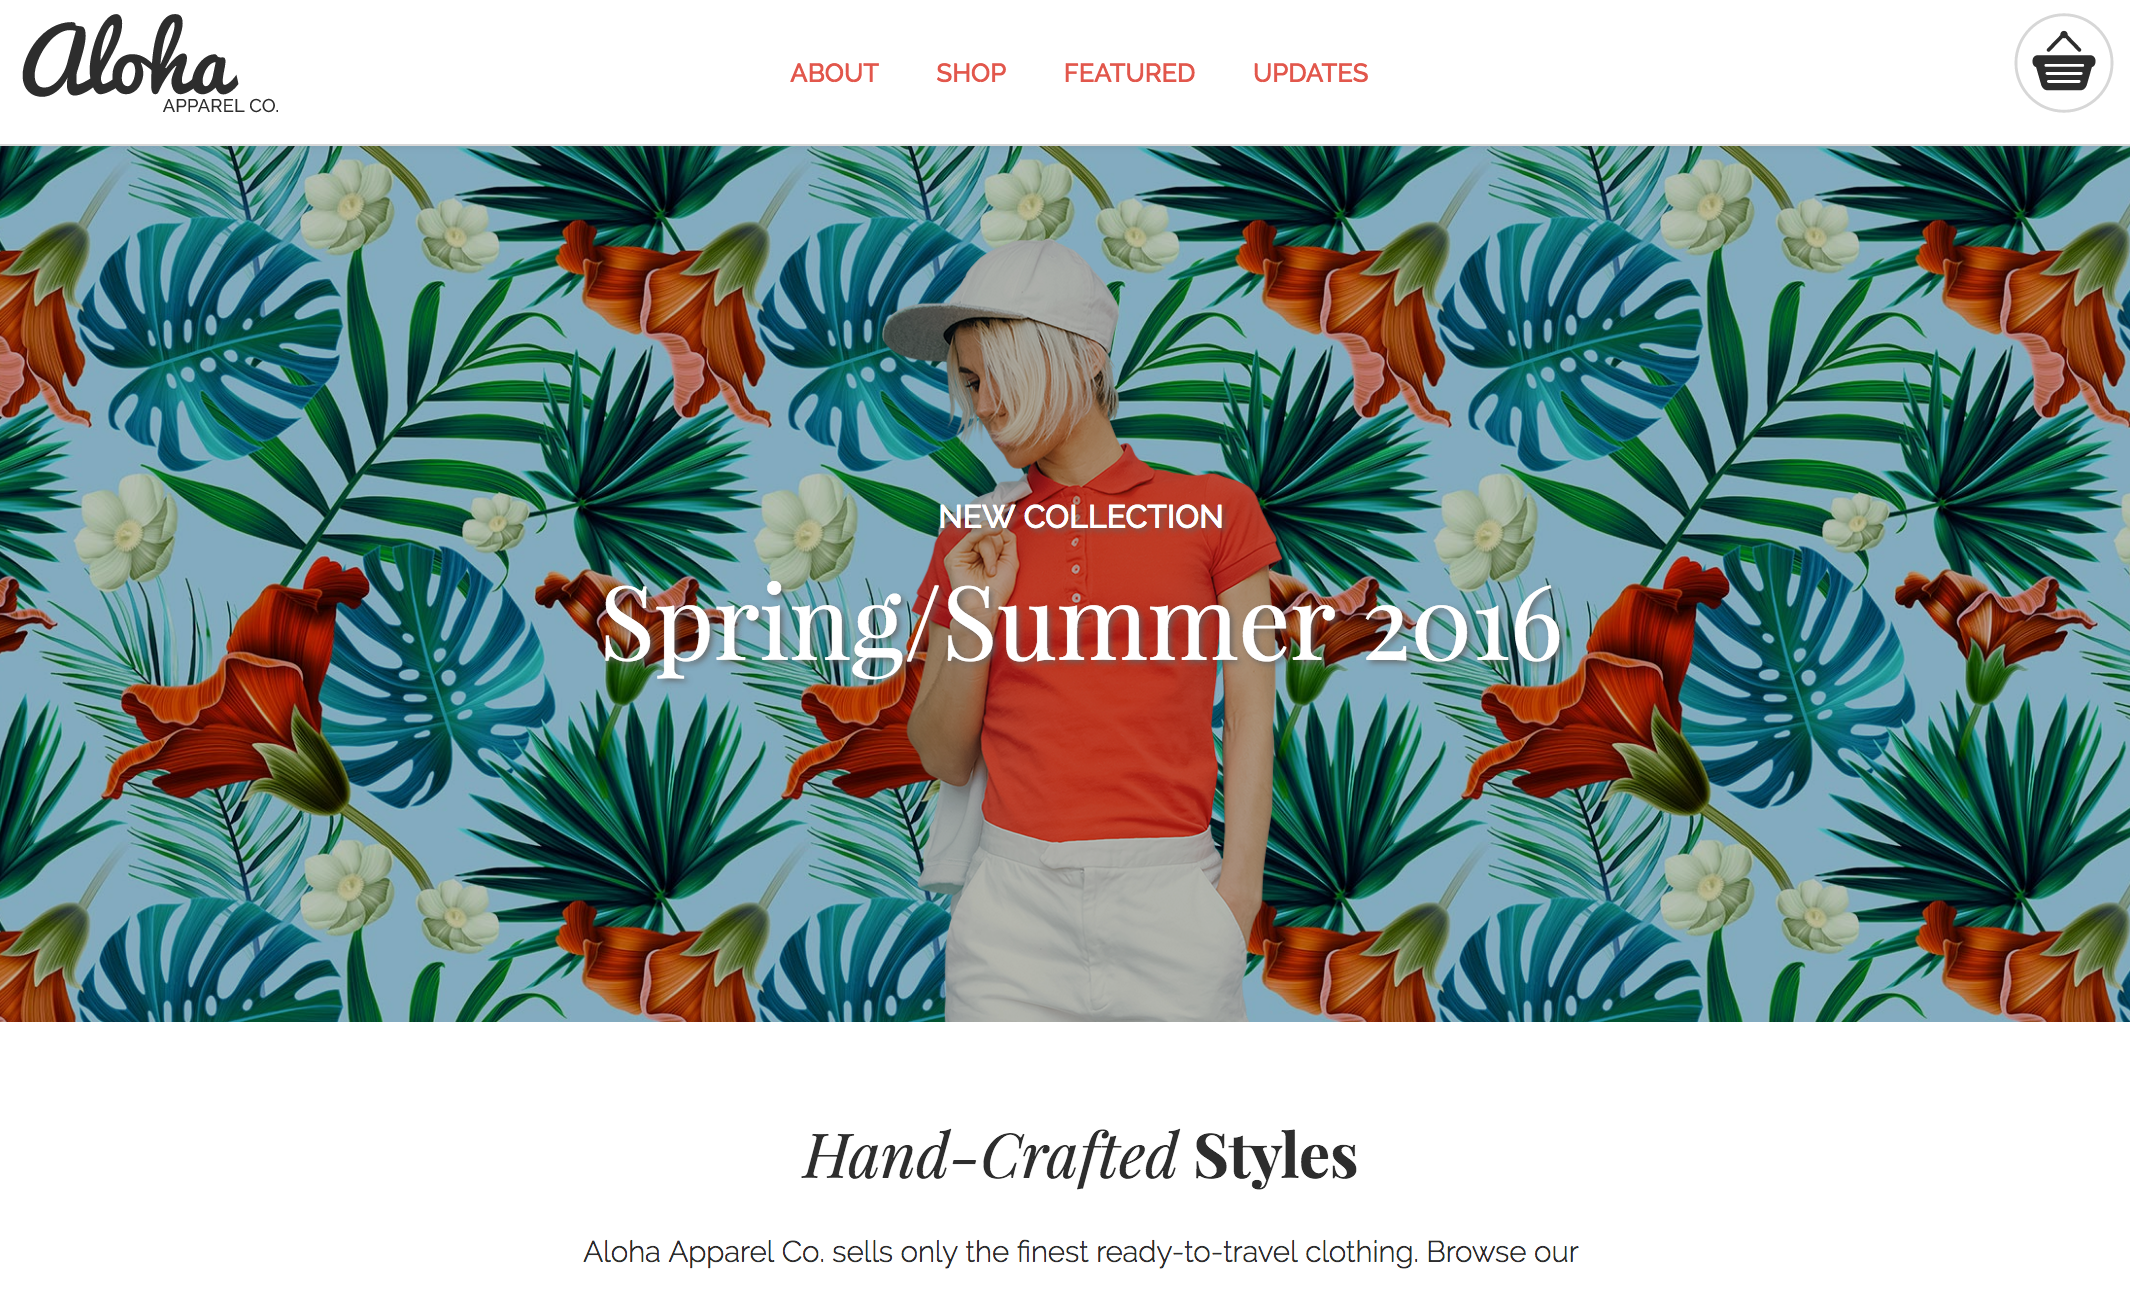 Aloha
APPAREL CO.
ABOUT SHOP FEATURED UPDATES
NEW COLLECTION
Spring/Summer 2016
Hand-Crafted Styles
Aloha Apparel Co. sells only the finest ready-to-travel clothing. Browse our